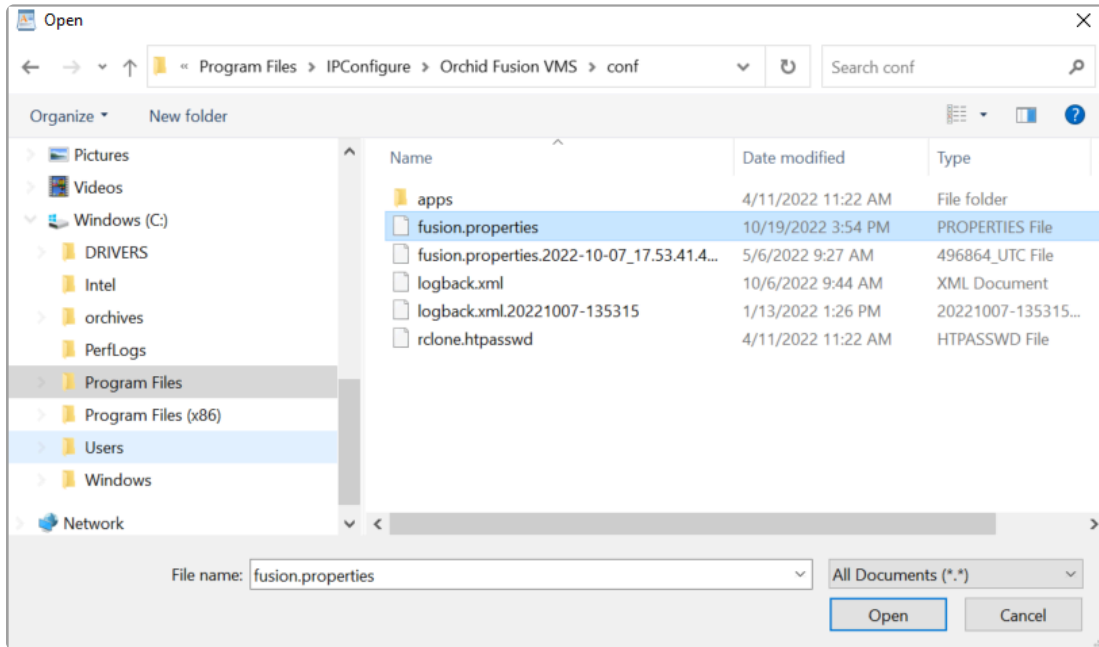 Open
« Program Files > IPConfigure > Orchid Fusion VMS > conf
Search conf
Organize
New folder
Pictures
Videos
Windows (C:)
DRIVERS
Intel
orchives
PerfLogs
Program Files
Program Files (x86)
Users
Windows
Network
Name Date modified Type
apps 4/11/2022 11:22 AM File folder
fusion.properties 10/19/2022 3:54 PM PROPERTIES File
fusion.properties.2022-10-07_17.53.41.4... 5/6/2022 9:27 AM 496864_UTC File
logback.xml 10/6/2022 9:44 AM XML Document
logback.xml.20221007-135315 1/13/2022 1:26 PM 20221007-135315...
rclone.htpasswd 4/11/2022 11:22 AM HTPASSWD File
File name: fusion.properties
All Documents (*.*)
Open
Cancel